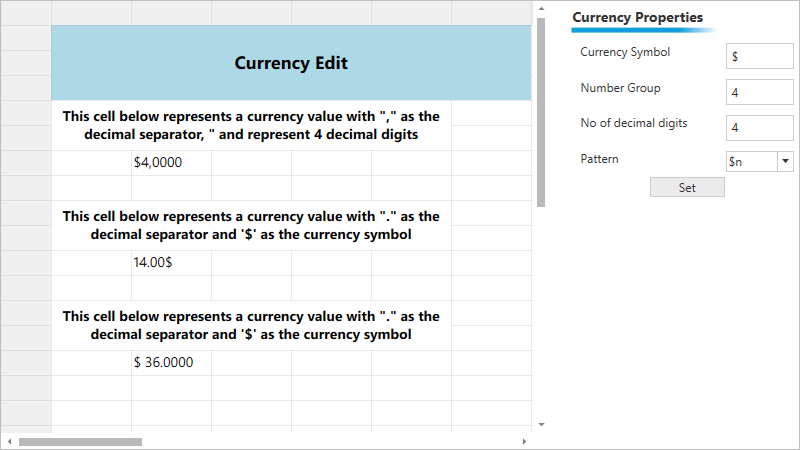 Currency Edit
This cell below represents a currency value with "," as the
decimal separator, " and represent 4 decimal digits
$4,0000
This cell below represents a currency value with "." as the
decimal separator and '$' as the currency symbol
14.00$
This cell below represents a currency value with "." as the
decimal separator and '$' as the currency symbol
$ 36.0000
Currency Properties
Currency Symbol
$
Number Group
4
No of decimal digits
4
Pattern
$n
Set